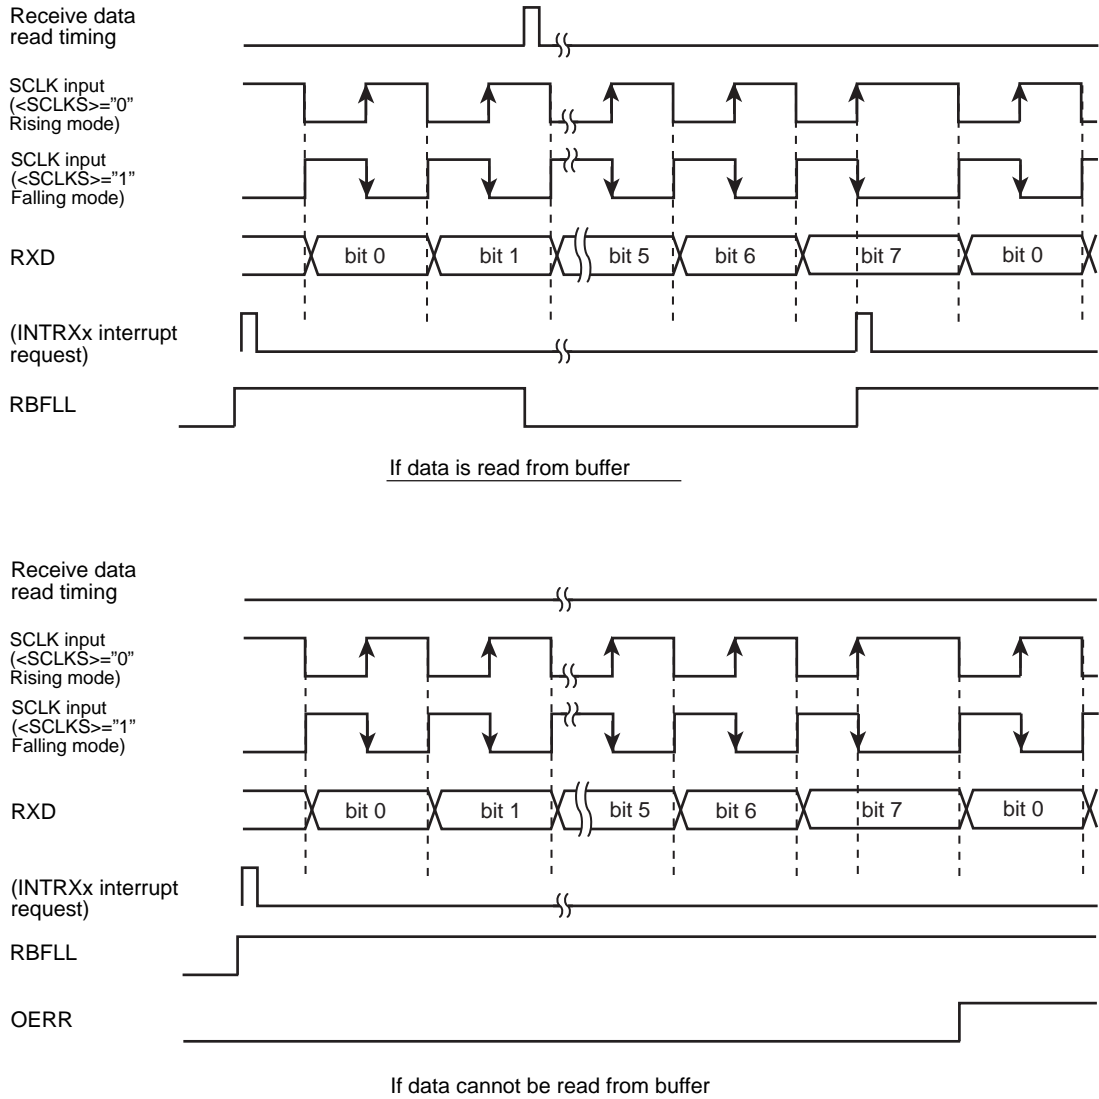 Receive data
read timing
SCLK input
(<SCLKS>="0"
Rising mode)
SCLK input
(<SCLKS>="1"
Falling mode)
RXD
bit 0
bit 1
bit 5
bit 6
bit 7
bit 0
(INTRXx interrupt
request)
RBFLL
If data is read from buffer
Receive data
read timing
SCLK input
(<SCLKS>="0"
Rising mode)
SCLK input
(<SCLKS>="1"
Falling mode)
RXD
bit 0
bit 1
bit 5
bit 6
bit 7
bit 0
(INTRXx interrupt
request)
RBFLL
OERR
If data cannot be read from buffer